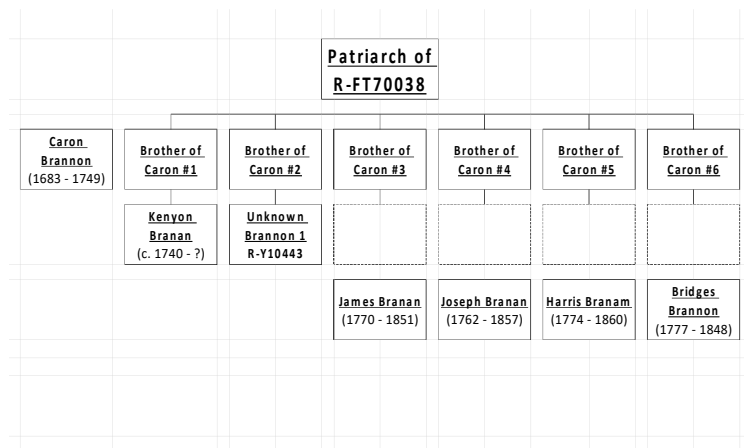 Patriarch of
R-FT70038
Caron
Brannon
(1683 - 1749)
Brother of
Caron #1
Brother of
Caron #2
Brother of
Caron #3
Brother of
Caron #4
Brother of
Caron #5
Brother of
Caron #6
Kenyon
Branan
(c. 1740 - ?)
Unknown
Brannon 1
R-Y10443
James Branan
(1770 - 1851)
Joseph Branan
(1762 - 1857)
Harris Branam
(1774 - 1860)
Bridges
Brannon
(1777 - 1848)